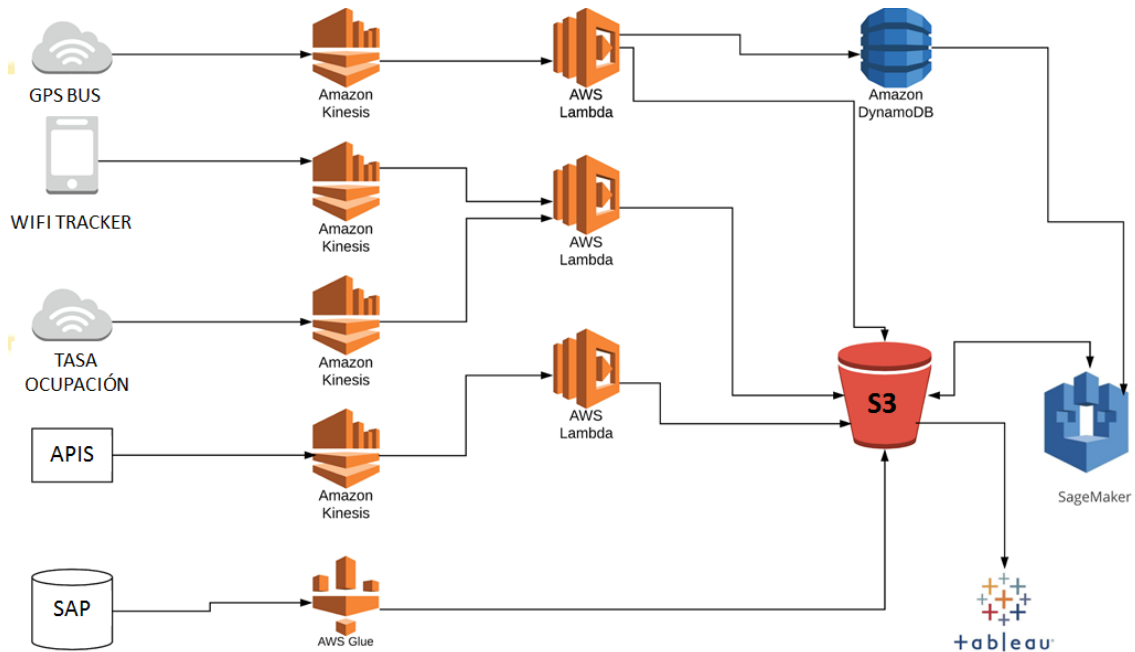 GPS BUS
Amazon
Kinesis
AWS
Lambda
Amazon
DynamoDB
WIFI TRACKER
Amazon
Kinesis
AWS
Lambda
TASA
OCUPACIÓN
Amazon
Kinesis
AWS
Lambda
S3
APIS
Amazon
Kinesis
SageMaker
SAP
AWS Glue
+ableau